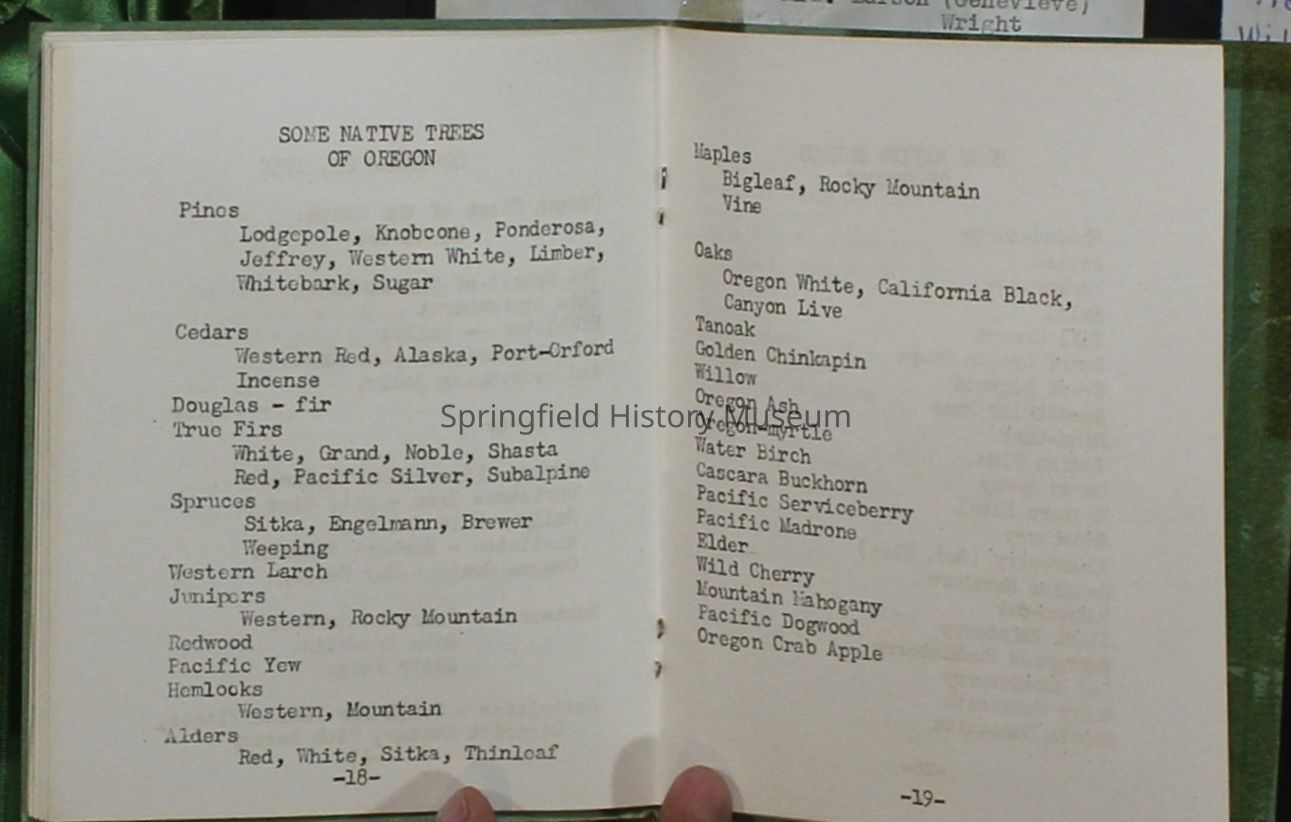 Wright
SOME NATIVE TREES
OF OREGON
Pines
Lodgepole, Knobcone, Ponderosa,
Jeffrey, Western White, Limber,
Whitebark, Sugar
Cedars
Western Red, Alaska, Port-Orford
Incense
Douglas - fir
True Firs
White, Grand, Noble, Shasta
Red, Pacific Silver, Subalpine
Spruces
Sitka, Engelmann, Brewer
Weeping
Western Larch
Junipers
Western, Rocky Mountain
Redwood
Pacific Yew
Hemlocks
Western, Mountain
Alders
Red, White, Sitka, Thinleaf
-18-
Maples
Bigleaf, Rocky Mountain
Vine
Oaks
Oregon White, California Black,
Canyon Live
Tanoak
Golden Chinkapin
Willow
Oregon Ash
Oregon-myrtle
Water Birch
Cascara Buckhorn
Pacific Serviceberry
Pacific Madrone
Elder
Wild Cherry
Mountain Mahogany
Pacific Dogwood
Oregon Crab Apple
-19-
Springfield History Museum